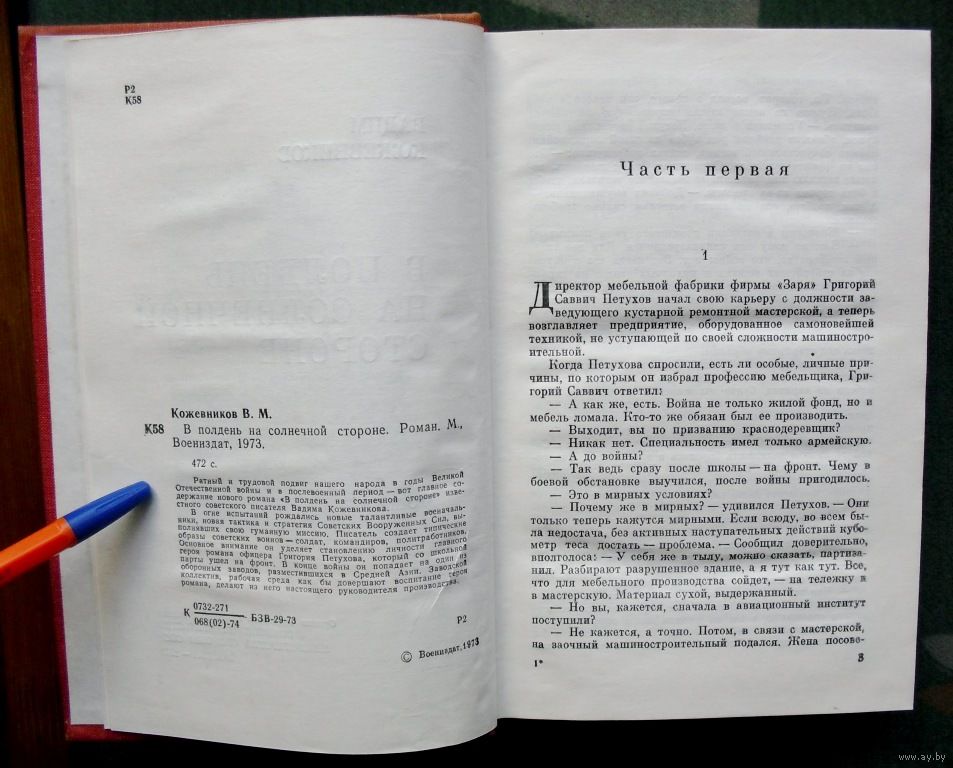 Р2
К58
Кожевников В. М.
К58 В полдень на солнечной стороне. Роман. М.,
Воениздат, 1973.
472 с.
Ратный и трудовой подвиг нашего народа в годы Великой
Отечественной войны и в послевоенный период — вот главное со-
держание нового романа «В полдень на солнечной стороне» изве-
стного советского писателя Вадима Кожевникова.
В огне испытаний рождались новые талантливые военачаль-
ники, новая тактика и стратегия Советских Вооруженных Сил, вы-
полнявших свою гуманную миссию. Писатель создает типические
образы советских воинов — солдат, командиров, политработников.
Основное внимание он уделяет становлению личности главного
героя романа офицера Григория Петухова, который со школьной
парты ушел на фронт. В конце войны он попадает на один из
оборонных заводов, разместившихся в Средней Азии. Заводской
коллектив, рабочая среда как бы довершают воспитание героя
романа, делают из него настоящего руководителя производства.
К 0732-271
068(02)-74 БЗВ-29-73
Р2
© Воениздат, 1973
Часть первая
1
Директор мебельной фабрики фирмы «Заря» Григорий
Саввич Петухов начал свою карьеру с должности за-
ведующего кустарной ремонтной мастерской, а теперь
возглавляет предприятие, оборудованное самоновейшей
техникой, не уступающей по своей сложности машиностро-
ительной.
Когда Петухова спросили, есть ли особые, личные при-
чины, по которым он избрал профессию мебельщика, Гри-
горий Саввич ответил:
— А как же, есть. Война не только жилой фонд, но и
мебель ломала. Кто-то же обязан был ее производить.
— Выходит, вы по призванию краснодеревщик?
— Никак нет. Специальность имел только армейскую.
— А до войны?
— Так ведь сразу после школы — на фронт. Чему в
боевой обстановке выучился, после войны пригодилось.
— Это в мирных условиях?
— Почему же в мирных? — удивился Петухов. — Они
только теперь кажутся мирными. Если всюду, во всем бы-
ла недостача, без активных наступательных действий кубо-
метр теса достать — проблема. — Сообщил доверительно,
вполголоса: — У себя же в тылу, можно сказать, партиза-
нил. Разбирают разрушенное здание, а я тут как тут. Все,
что для мебельного производства сойдет, — на тележку и
в мастерскую. Материал сухой, выдержанный.
— Но вы, кажется, сначала в авиационный институт
поступили?
— Не кажется, а точно. Потом, в связи с мастерской,
на заочный машиностроительный подался. Жена посове-
1*
3
www.ay.by